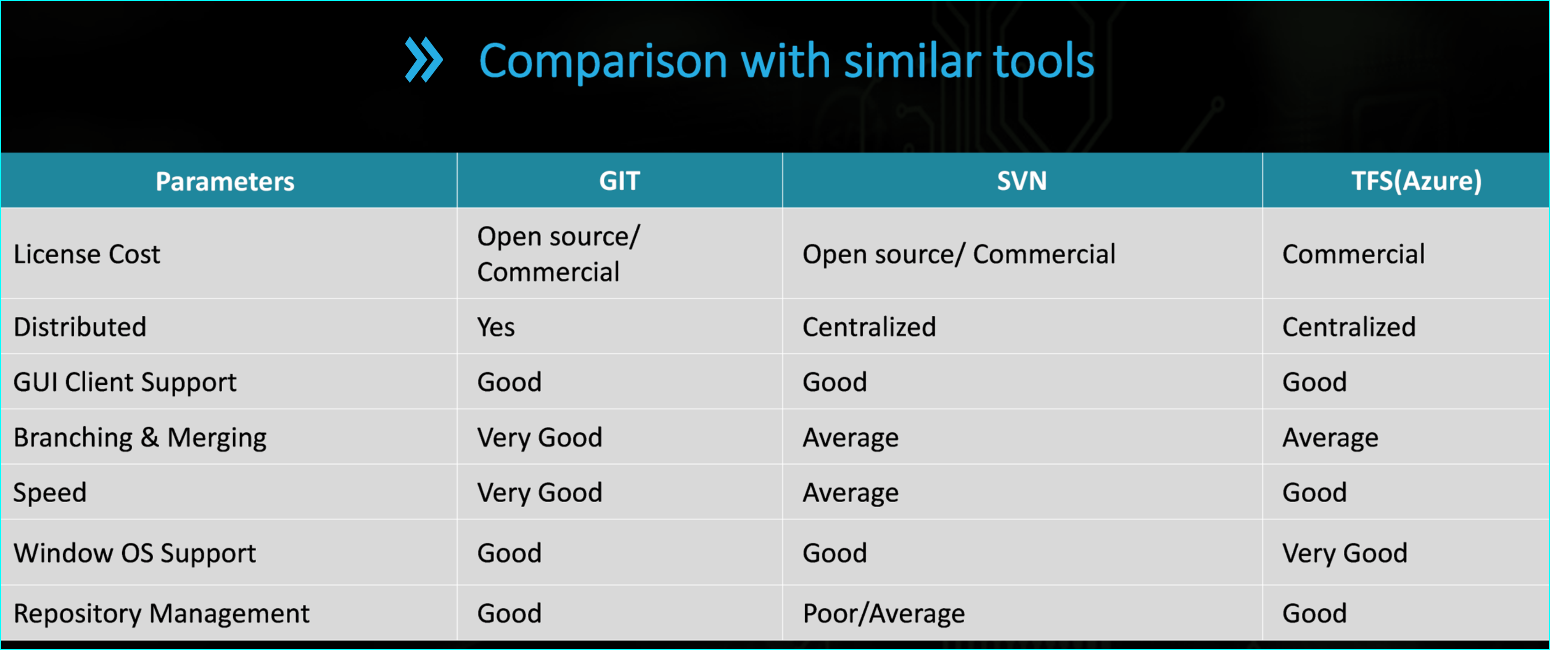 Comparison with similar tools
Parameters GIT SVN TFS(Azure)
License Cost Open source/ Commercial Open source/ Commercial Commercial
Distributed Yes Centralized Centralized
GUI Client Support Good Good Good
Branching & Merging Very Good Average Average
Speed Very Good Average Good
Window OS Support Good Good Very Good
Repository Management Good Poor/Average Good